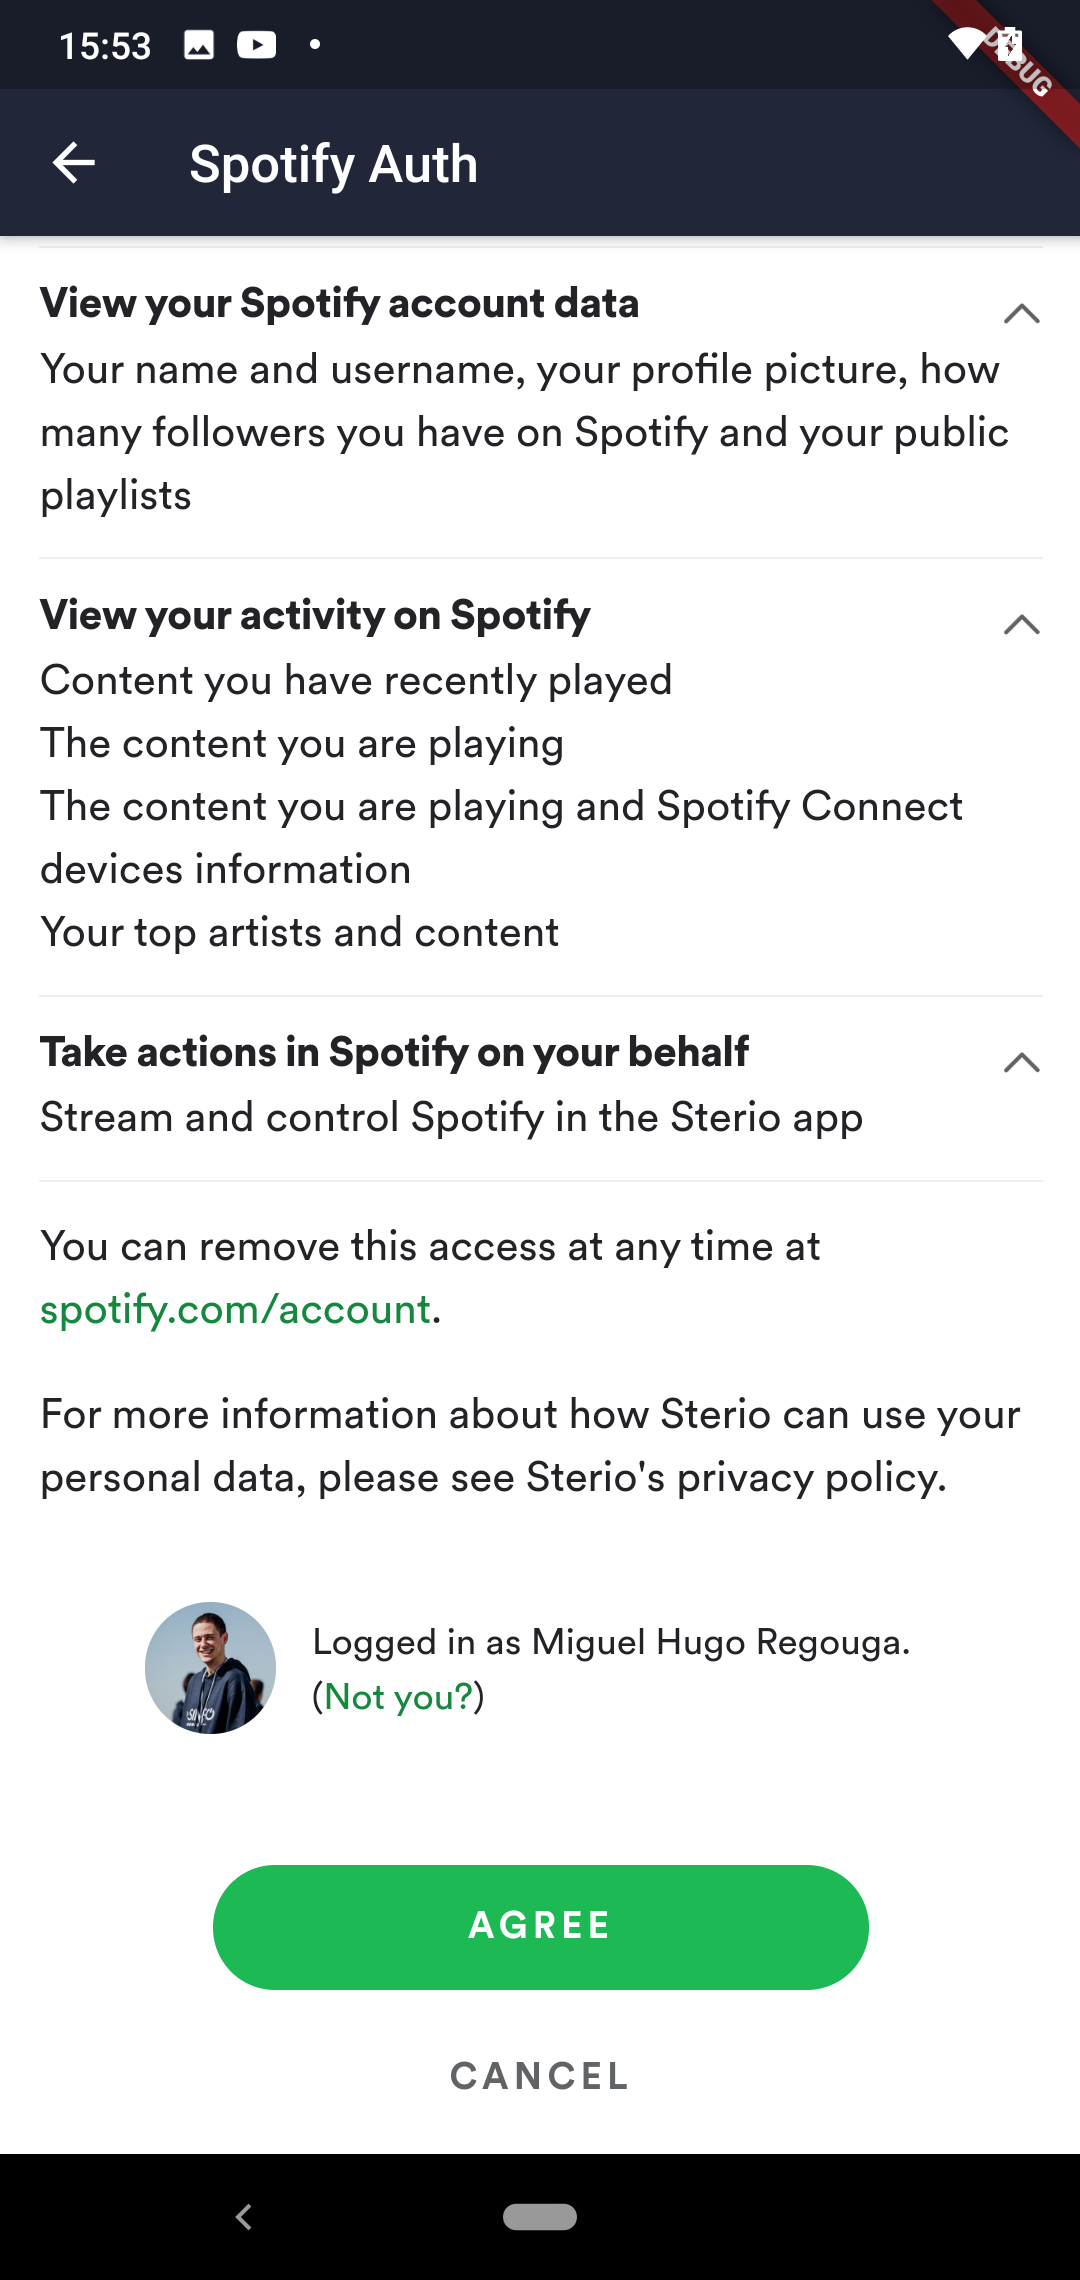 15:53
DEBUG
Spotify Auth
View your Spotify account data
Your name and username, your profile picture, how
many followers you have on Spotify and your public
playlists
View your activity on Spotify
Content you have recently played
The content you are playing
The content you are playing and Spotify Connect
devices information
Your top artists and content
Take actions in Spotify on your behalf
Stream and control Spotify in the Sterio app
You can remove this access at any time at
spotify.com/account.
For more information about how Sterio can use your
personal data, please see Sterio's privacy policy.
Logged in as Miguel Hugo Regouga.
(Not you?)
AGREE
CANCEL